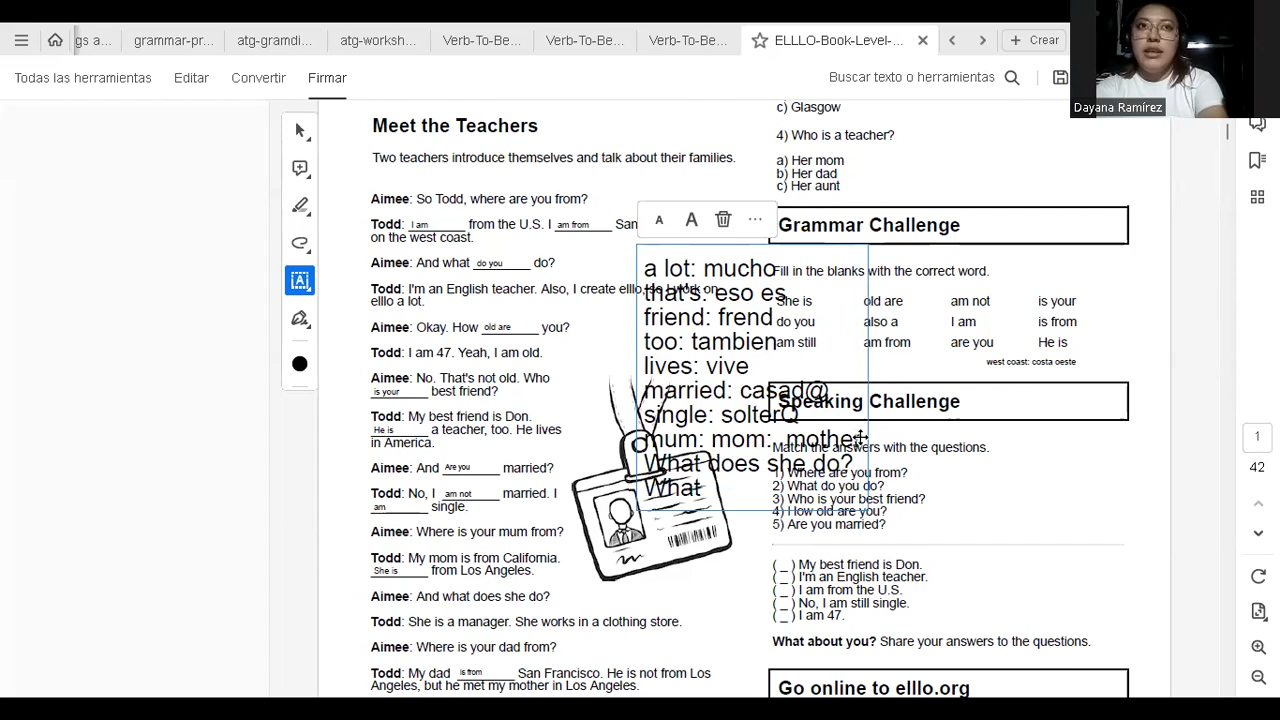 gs a...
grammar-pr...
atg-gramdi...
atg-worksh...
-To-Be...
Verb-To-Be...
Verb-To-Be...
ELLLO-Book-Level-...
Crear
Todas las herramientas
Editar
Convertir
Firmar
Buscar texto o herramientas
Dayana Ramírez
Meet the Teachers
Two teachers introduce themselves and talk about their families.
Aimee: So Todd, where are you from?
Todd: I am from the U.S. I am from San
on the west coast.
Aimee: And what do you do?
Todd: I'm an English teacher. Also, I create elllo, so I work on
elllo a lot.
Aimee: Okay. How old are you?
Todd: I am 47. Yeah, I am old.
Aimee: No. That's not old. Who
is your best friend?
Todd: My best friend is Don.
He is a teacher, too. He lives
in America.
Aimee: And Are you married?
Todd: No, I am not married. I
am single.
Aimee: Where is your mum from?
Todd: My mom is from California.
She is from Los Angeles.
Aimee: And what does she do?
Todd: She is a manager. She works in a clothing store.
Aimee: Where is your dad from?
Todd: My dad is from San Francisco. He is not from Los
Angeles, but he met my mother in Los Angeles.
A A ...
a lot: mucho
that's: eso es
friend: frend
too: tambien
lives: vive
married: casad@
single: solterQ
mum: mom: mother
What does she do?
What
c) Glasgow
4) Who is a teacher?
a) Her mom
b) Her dad
c) Her aunt
Grammar Challenge
Fill in the blanks with the correct word.
She is old are am not is your
do you also a I am is from
am still am from are you He is
west coast: costa oeste
Speaking Challenge
Match the answers with the questions.
1) Where are you from?
2) What do you do?
3) Who is your best friend?
4) How old are you?
5) Are you married?
( _ ) My best friend is Don.
( _ ) I'm an English teacher.
( _ ) I am from the U.S.
( _ ) No, I am still single.
( _ ) I am 47.
What about you? Share your answers to the questions.
Go online to elllo.org
1
42